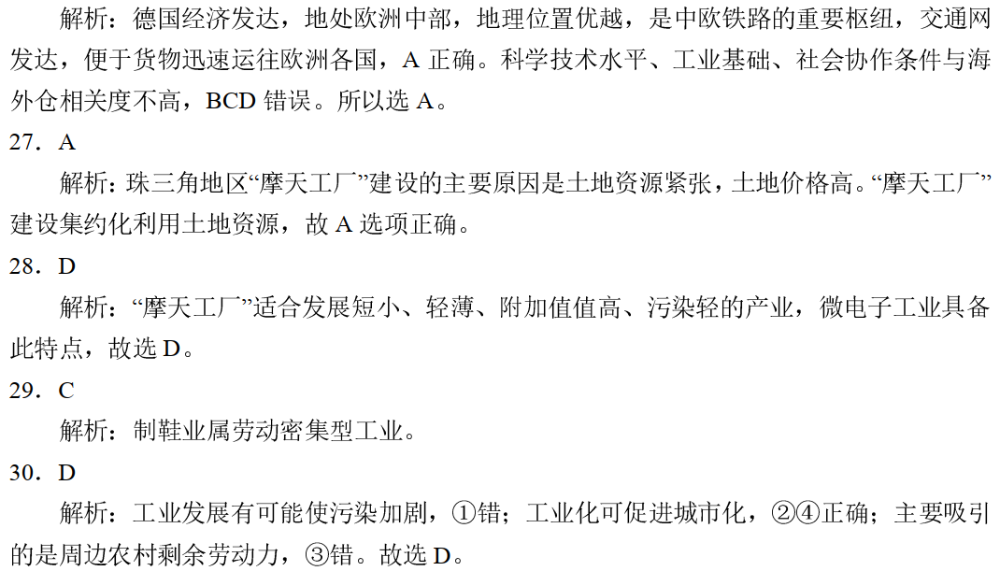 解析：德国经济发达，地处欧洲中部，地理位置优越，是中欧铁路的重要枢纽，交通网
发达，便于货物迅速运往欧洲各国，A 正确。科学技术水平、工业基础、社会协作条件与海
外仓相关度不高，BCD 错误。所以选 A。
27．A
解析：珠三角地区“摩天工厂”建设的主要原因是土地资源紧张，土地价格高。“摩天工厂”
建设集约化利用土地资源，故 A 选项正确。
28．D
解析：“摩天工厂”适合发展短小、轻薄、附加值值高、污染轻的产业，微电子工业具备
此特点，故选 D。
29．C
解析：制鞋业属劳动密集型工业。
30．D
解析：工业发展有可能使污染加剧，①错；工业化可促进城市化，②④正确；主要吸引
的是周边农村剩余劳动力，③错。故选 D。